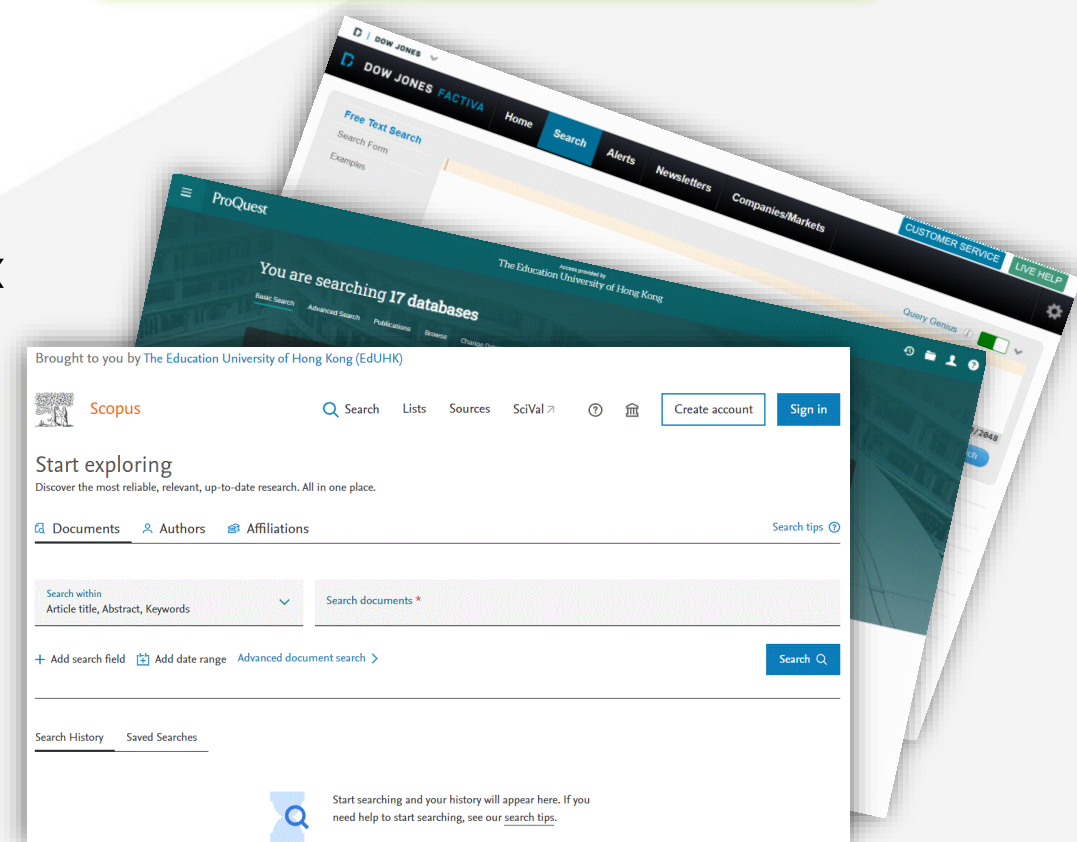 D | DOW JONES
DOW JONES FACTIVA
Home
Search
Alerts
Newsletters
Companies/Markets
CUSTOMER SERVICE
LIVE HELP
Free Text Search
Search Form
Examples
Query Genius
ProQuest
Access provided by
The Education University of Hong Kong
You are searching 17 databases
Basic Search
Advanced Search
Publications
Browse
Brought to you by The Education University of Hong Kong (EdUHK)
Scopus
Search
Lists
Sources
SciVal
Create account
Sign in
Start exploring
Discover the most reliable, relevant, up-to-date research. All in one place.
Documents
Authors
Affiliations
Search tips
Search within
Article title, Abstract, Keywords
Search documents *
+ Add search field
Add date range
Advanced document search >
Search
Search History
Saved Searches
Start searching and your history will appear here. If you
need help to start searching, see our search tips.